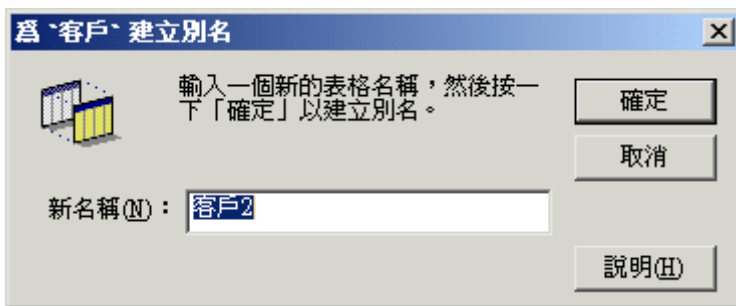 爲 `客戶` 建立別名
輸入一個新的表格名稱，然後按一
下「確定」以建立別名。
確定
取消
新名稱(N)：
客戶2
說明(H)